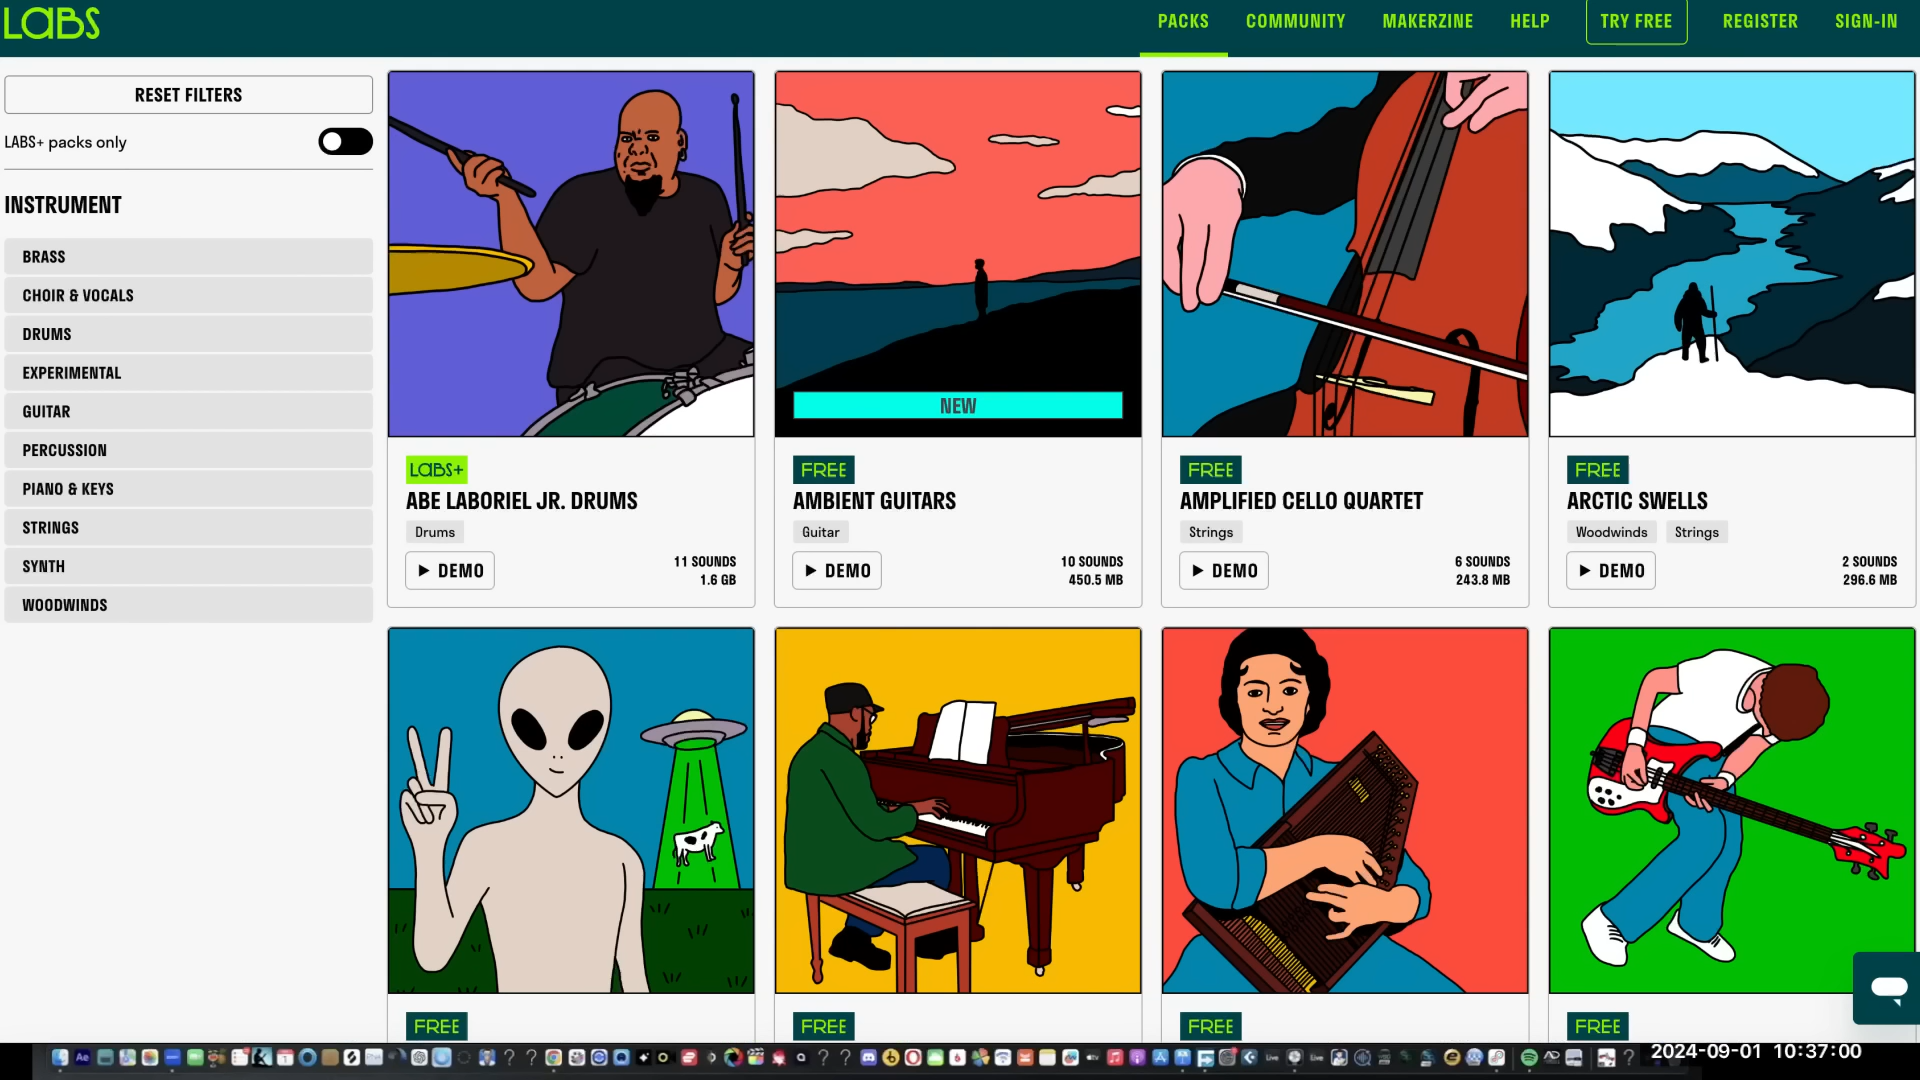 LABS
PACKS
COMMUNITY
MAKERZINE
HELP
TRY FREE
REGISTER
SIGN-IN
RESET FILTERS
LABS+ packs only
INSTRUMENT
BRASS
CHOIR & VOCALS
DRUMS
EXPERIMENTAL
GUITAR
PERCUSSION
PIANO & KEYS
STRINGS
SYNTH
WOODWINDS
LABS+
ABE LABORIEL JR. DRUMS
Drums
DEMO
11 SOUNDS
1.6 GB
NEW
FREE
AMBIENT GUITARS
Guitar
DEMO
10 SOUNDS
450.5 MB
FREE
AMPLIFIED CELLO QUARTET
Strings
DEMO
6 SOUNDS
243.8 MB
FREE
ARCTIC SWELLS
Woodwinds Strings
DEMO
2 SOUNDS
296.6 MB
FREE
FREE
FREE
FREE
2024-09-01 10:37:00